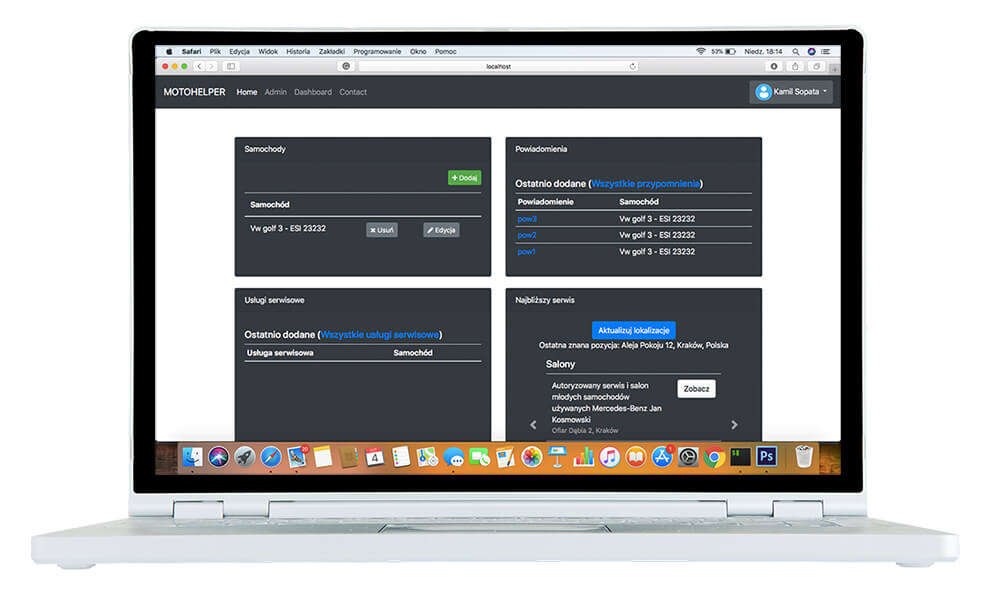 Safari Plik Edycja Widok Historia Zakładki Programowanie Okno Pomoc 53% Niedz. 18:14
localhost
MOTOHELPER Home Admin Dashboard Contact Kamil Sopata
Samochody
+ Dodaj
Samochód
Vw golf 3 - ESI 23232 Usuń Edycja
Powiadomienia
Ostatnio dodane (Wszystkie przypomnienia)
Powiadomienie Samochód
pow3 Vw golf 3 - ESI 23232
pow2 Vw golf 3 - ESI 23232
pow1 Vw golf 3 - ESI 23232
Usługi serwisowe
Ostatnio dodane (Wszystkie usługi serwisowe)
Usługa serwisowa Samochód
Najbliższy serwis
Aktualizuj lokalizacje
Ostatna znana pozycja: Aleja Pokoju 12, Kraków, Polska
Salony
Autoryzowany serwis i salon
młodych samochodów
używanych Mercedes-Benz Jan
Kosmowski
Zobacz
Ofiar Dąbia 2, Kraków
4
Ps